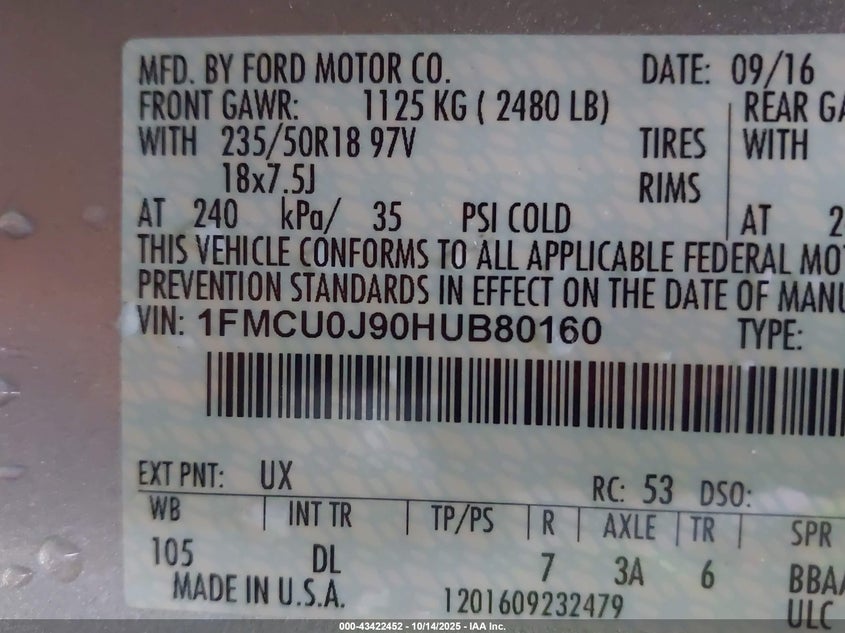 MFD. BY FORD MOTOR CO. DATE: 09/16
FRONT GAWR: 1125 KG ( 2480 LB) REAR
WITH 235/50R18 97V TIRES WITH
18x7.5J RIMS
AT 240 kPa/ 35 PSI COLD AT 2
THIS VEHICLE CONFORMS TO ALL APPLICABLE FEDERAL MO
PREVENTION STANDARDS IN EFFECT ON THE DATE OF MANU
VIN: 1FMCU0J90HUB80160 TYPE:
EXT PNT: UX RC: 53 DSO:
WB INT TR TP/PS R AXLE TR SPR
105 DL 7 3A 6 BBAA
MADE IN U.S.A. 1201609232479 ULC
000-43422452 - 10/14/2025 - IAA Inc.